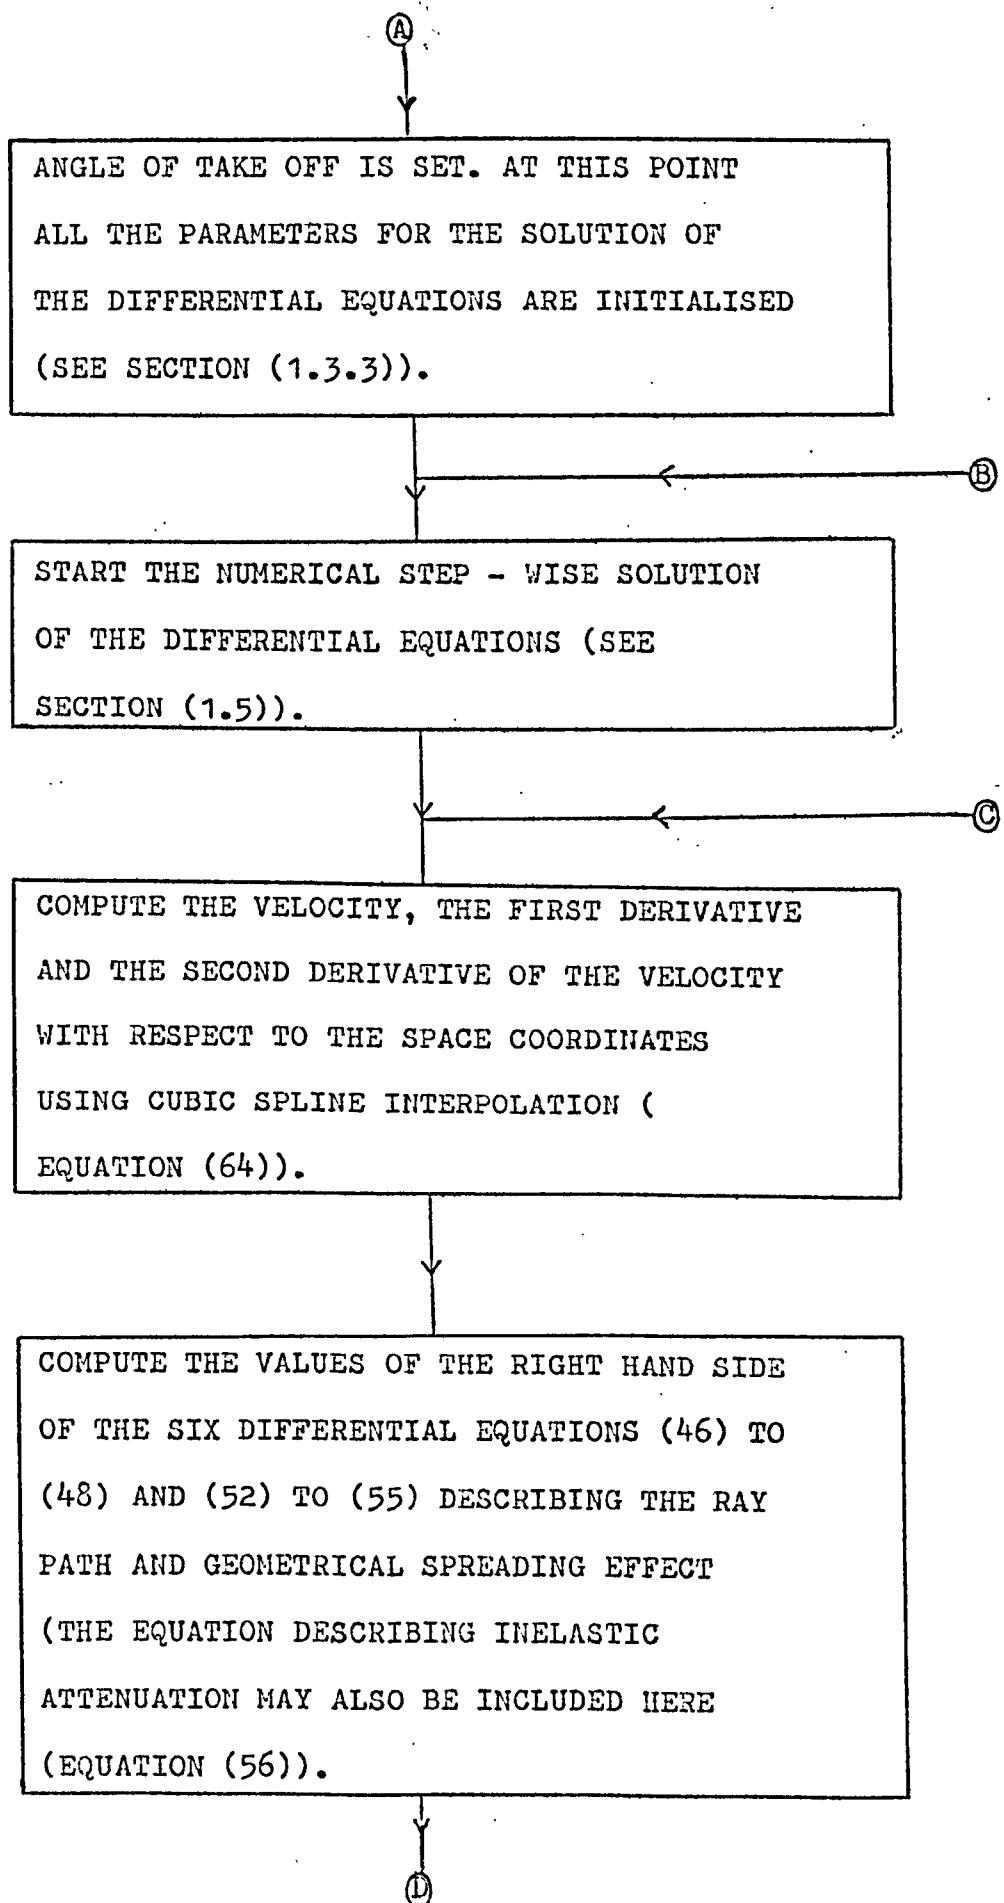 A
ANGLE OF TAKE OFF IS SET. AT THIS POINT
ALL THE PARAMETERS FOR THE SOLUTION OF
THE DIFFERENTIAL EQUATIONS ARE INITIALISED
(SEE SECTION (1.3.3)).
B
START THE NUMERICAL STEP - WISE SOLUTION
OF THE DIFFERENTIAL EQUATIONS (SEE
SECTION (1.5)).
C
COMPUTE THE VELOCITY, THE FIRST DERIVATIVE
AND THE SECOND DERIVATIVE OF THE VELOCITY
WITH RESPECT TO THE SPACE COORDINATES
USING CUBIC SPLINE INTERPOLATION (
EQUATION (64)).
COMPUTE THE VALUES OF THE RIGHT HAND SIDE
OF THE SIX DIFFERENTIAL EQUATIONS (46) TO
(48) AND (52) TO (55) DESCRIBING THE RAY
PATH AND GEOMETRICAL SPREADING EFFECT
(THE EQUATION DESCRIBING INELASTIC
ATTENUATION MAY ALSO BE INCLUDED HERE
(EQUATION (56)).
D